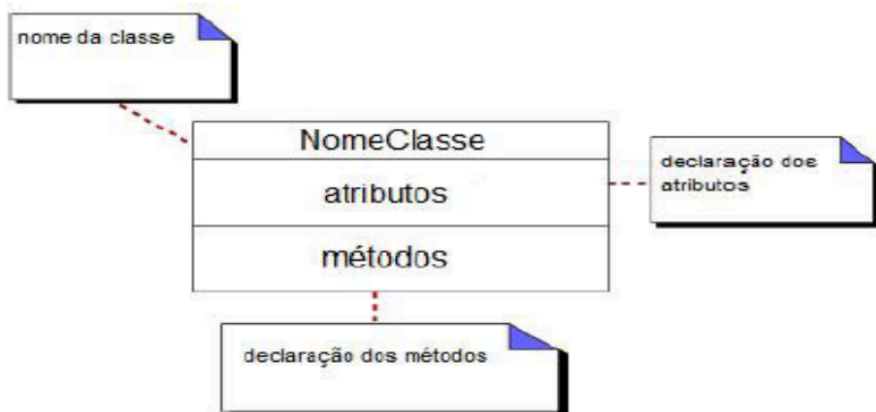 nome da classe
NomeClasse
declaração dos
atributos
atributos
métodos
declaração dos métodos